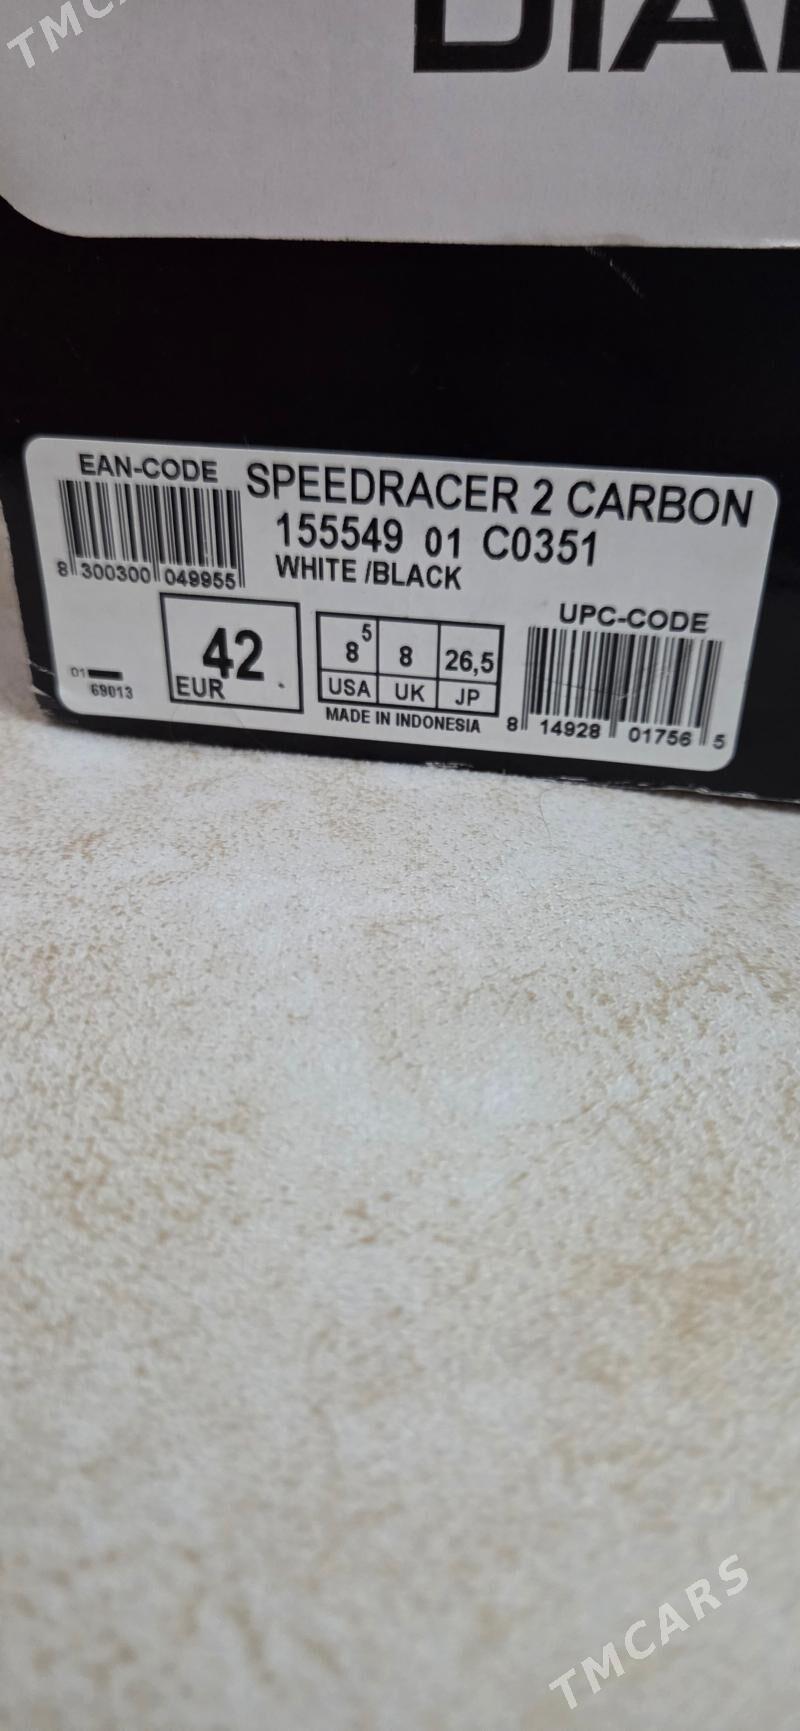 TMCARS
DIA
EAN-CODE
SPEEDRACER 2 CARBON
155549 01 C0351
WHITE /BLACK
8 300300 049955
UPC-CODE
42
EUR
8 5 8 26,5
USA UK JP
MADE IN INDONESIA
8 14928 01756 5
01
69013
TMCARS